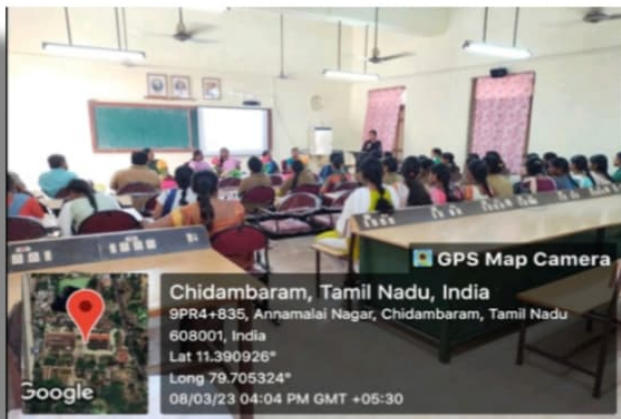 GPS Map Camera
Chidambaram, Tamil Nadu, India
9PR4+835, Annamalai Nagar, Chidambaram, Tamil Nadu
608001, India
Lat 11.390926°
Long 79.705324°
08/03/23 04:04 PM GMT +05:30
Google